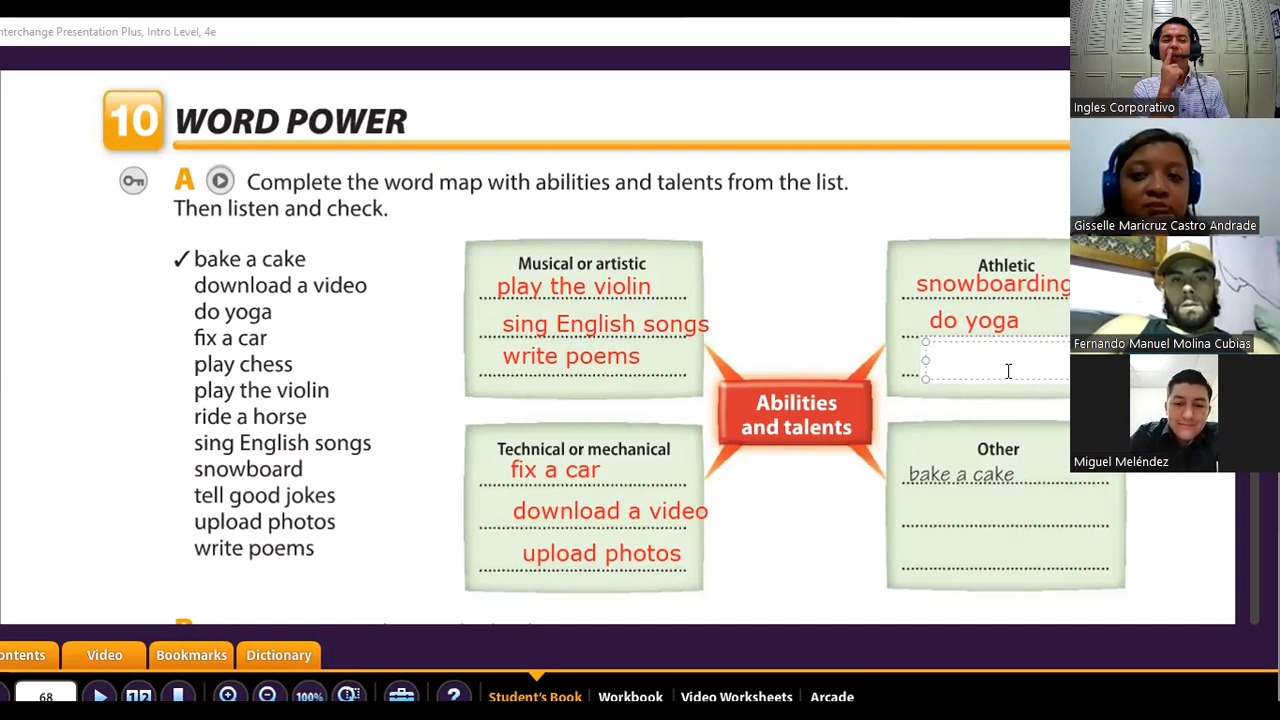 nterchange Presentation Plus, Intro Level, 4e
10 WORD POWER
A Complete the word map with abilities and talents from the list.
Then listen and check.
✓ bake a cake
download a video
do yoga
fix a car
play chess
play the violin
ride a horse
sing English songs
snowboard
tell good jokes
upload photos
write poems
Musical or artistic
play the violin
sing English songs
write poems
Athletic
snowboarding
do yoga
Abilities
and talents
Technical or mechanical
fix a car
download a video
upload photos
Other
bake a cake
Ingles Corporativo
Gisselle Maricruz Castro Andrade
Fernando Manuel Molina Cubias
Miguel Meléndez
ontents Video Bookmarks Dictionary
68 100% ? Student's Book Workbook Video Worksheets Arcade